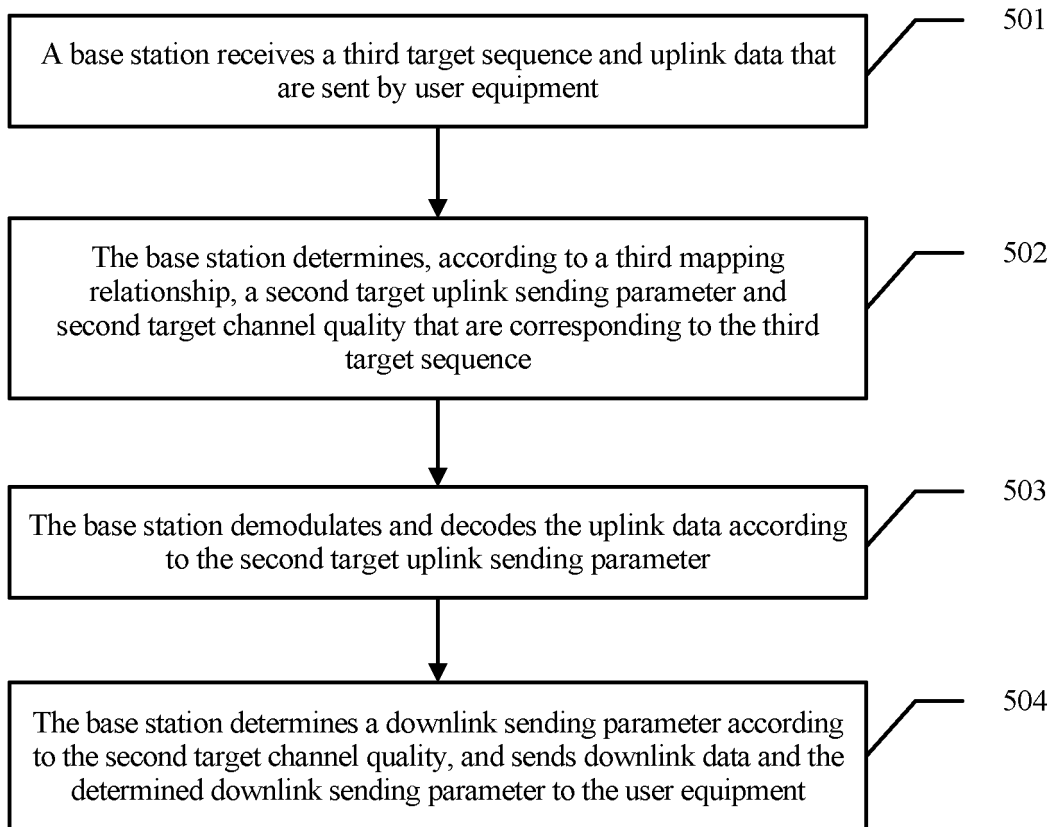 A base station receives a third target sequence and uplink data that
are sent by user equipment
501
The base station determines, according to a third mapping
relationship, a second target uplink sending parameter and
second target channel quality that are corresponding to the third
target sequence
502
The base station demodulates and decodes the uplink data according
to the second target uplink sending parameter
503
The base station determines a downlink sending parameter according
to the second target channel quality, and sends downlink data and the
determined downlink sending parameter to the user equipment
504